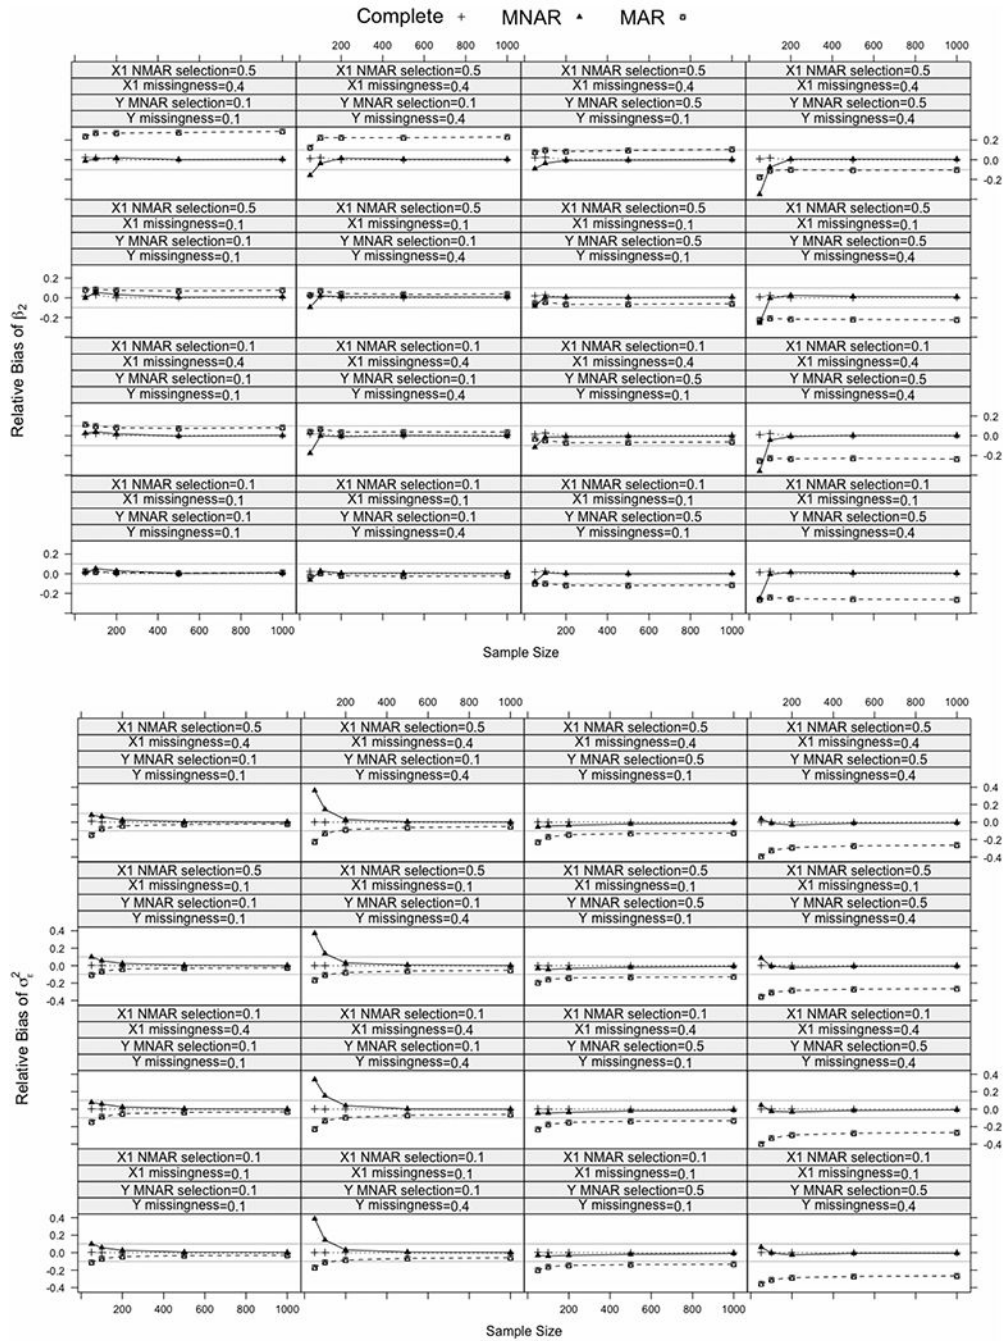 Complete + MNAR ▲ MAR
200 400 600 800 1000 200 400 600 800 1000
X1 NMAR selection=0.5 X1 NMAR selection=0.5 X1 NMAR selection=0.5 X1 NMAR selection=0.5
X1 missingness=0.4 X1 missingness=0.4 X1 missingness=0.4 X1 missingness=0.4
Y MNAR selection=0.1 Y MNAR selection=0.1 Y MNAR selection=0.5 Y MNAR selection=0.5
Y missingness=0.1 Y missingness=0.4 Y missingness=0.1 Y missingness=0.4
0.2
0.0
-0.2
X1 NMAR selection=0.5 X1 NMAR selection=0.5 X1 NMAR selection=0.5 X1 NMAR selection=0.5
X1 missingness=0.1 X1 missingness=0.1 X1 missingness=0.1 X1 missingness=0.1
Y MNAR selection=0.1 Y MNAR selection=0.1 Y MNAR selection=0.5 Y MNAR selection=0.5
Y missingness=0.1 Y missingness=0.4 Y missingness=0.1 Y missingness=0.4
0.2
0.0
-0.2
Relative Bias of β₂
X1 NMAR selection=0.1 X1 NMAR selection=0.1 X1 NMAR selection=0.1 X1 NMAR selection=0.1
X1 missingness=0.4 X1 missingness=0.4 X1 missingness=0.4 X1 missingness=0.4
Y MNAR selection=0.1 Y MNAR selection=0.1 Y MNAR selection=0.5 Y MNAR selection=0.5
Y missingness=0.1 Y missingness=0.4 Y missingness=0.1 Y missingness=0.4
0.2
0.0
-0.2
X1 NMAR selection=0.1 X1 NMAR selection=0.1 X1 NMAR selection=0.1 X1 NMAR selection=0.1
X1 missingness=0.1 X1 missingness=0.1 X1 missingness=0.1 X1 missingness=0.1
Y MNAR selection=0.1 Y MNAR selection=0.1 Y MNAR selection=0.5 Y MNAR selection=0.5
Y missingness=0.1 Y missingness=0.4 Y missingness=0.1 Y missingness=0.4
0.2
0.0
-0.2
200 400 600 800 1000 200 400 600 800 1000
Sample Size
200 400 600 800 1000 200 400 600 800 1000
X1 NMAR selection=0.5 X1 NMAR selection=0.5 X1 NMAR selection=0.5 X1 NMAR selection=0.5
X1 missingness=0.4 X1 missingness=0.4 X1 missingness=0.4 X1 missingness=0.4
Y MNAR selection=0.1 Y MNAR selection=0.1 Y MNAR selection=0.5 Y MNAR selection=0.5
Y missingness=0.1 Y missingness=0.4 Y missingness=0.1 Y missingness=0.4
0.4
0.2
0.0
-0.2
-0.4
X1 NMAR selection=0.5 X1 NMAR selection=0.5 X1 NMAR selection=0.5 X1 NMAR selection=0.5
X1 missingness=0.1 X1 missingness=0.1 X1 missingness=0.1 X1 missingness=0.1
Y MNAR selection=0.1 Y MNAR selection=0.1 Y MNAR selection=0.5 Y MNAR selection=0.5
Y missingness=0.1 Y missingness=0.4 Y missingness=0.1 Y missingness=0.4
0.4
0.2
0.0
-0.2
-0.4
Relative Bias of σ²ε
X1 NMAR selection=0.1 X1 NMAR selection=0.1 X1 NMAR selection=0.1 X1 NMAR selection=0.1
X1 missingness=0.4 X1 missingness=0.4 X1 missingness=0.4 X1 missingness=0.4
Y MNAR selection=0.1 Y MNAR selection=0.1 Y MNAR selection=0.5 Y MNAR selection=0.5
Y missingness=0.1 Y missingness=0.4 Y missingness=0.1 Y missingness=0.4
0.4
0.2
0.0
-0.2
-0.4
X1 NMAR selection=0.1 X1 NMAR selection=0.1 X1 NMAR selection=0.1 X1 NMAR selection=0.1
X1 missingness=0.1 X1 missingness=0.1 X1 missingness=0.1 X1 missingness=0.1
Y MNAR selection=0.1 Y MNAR selection=0.1 Y MNAR selection=0.5 Y MNAR selection=0.5
Y missingness=0.1 Y missingness=0.4 Y missingness=0.1 Y missingness=0.4
0.4
0.2
0.0
-0.2
-0.4
200 400 600 800 1000 200 400 600 800 1000
Sample Size